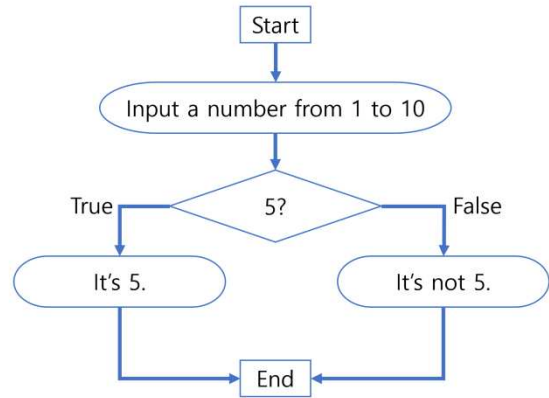 Start
Input a number from 1 to 10
True
5?
False
It's 5.
It's not 5.
End